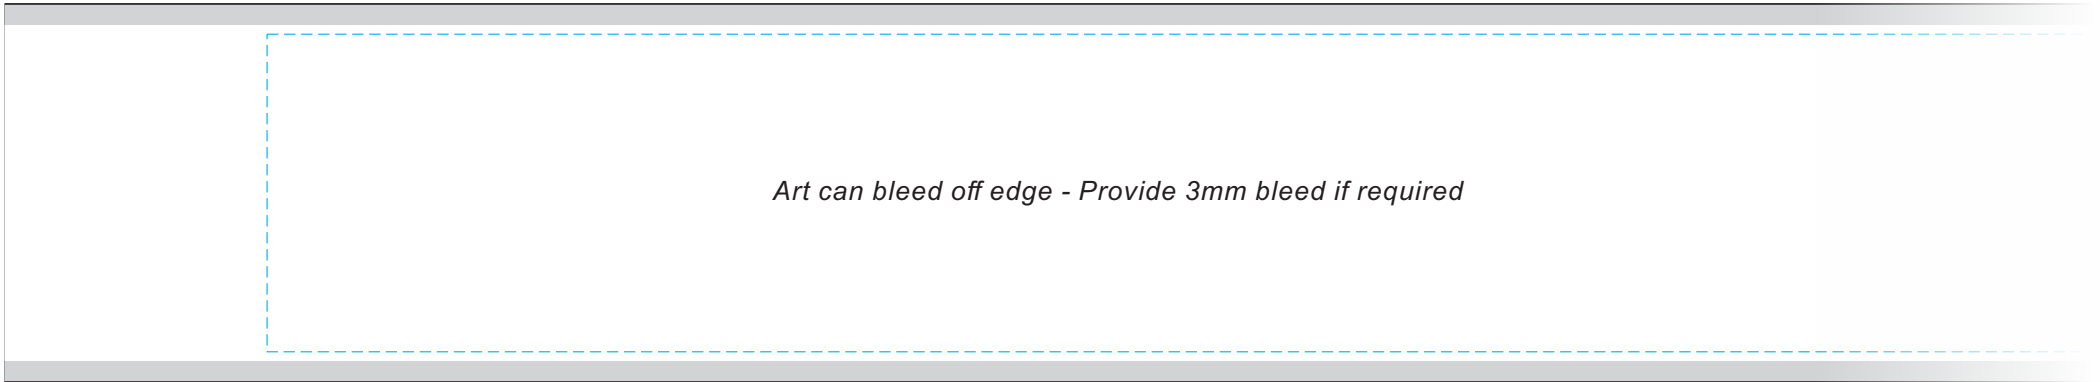 Art can bleed off edge - Provide 3mm bleed if required